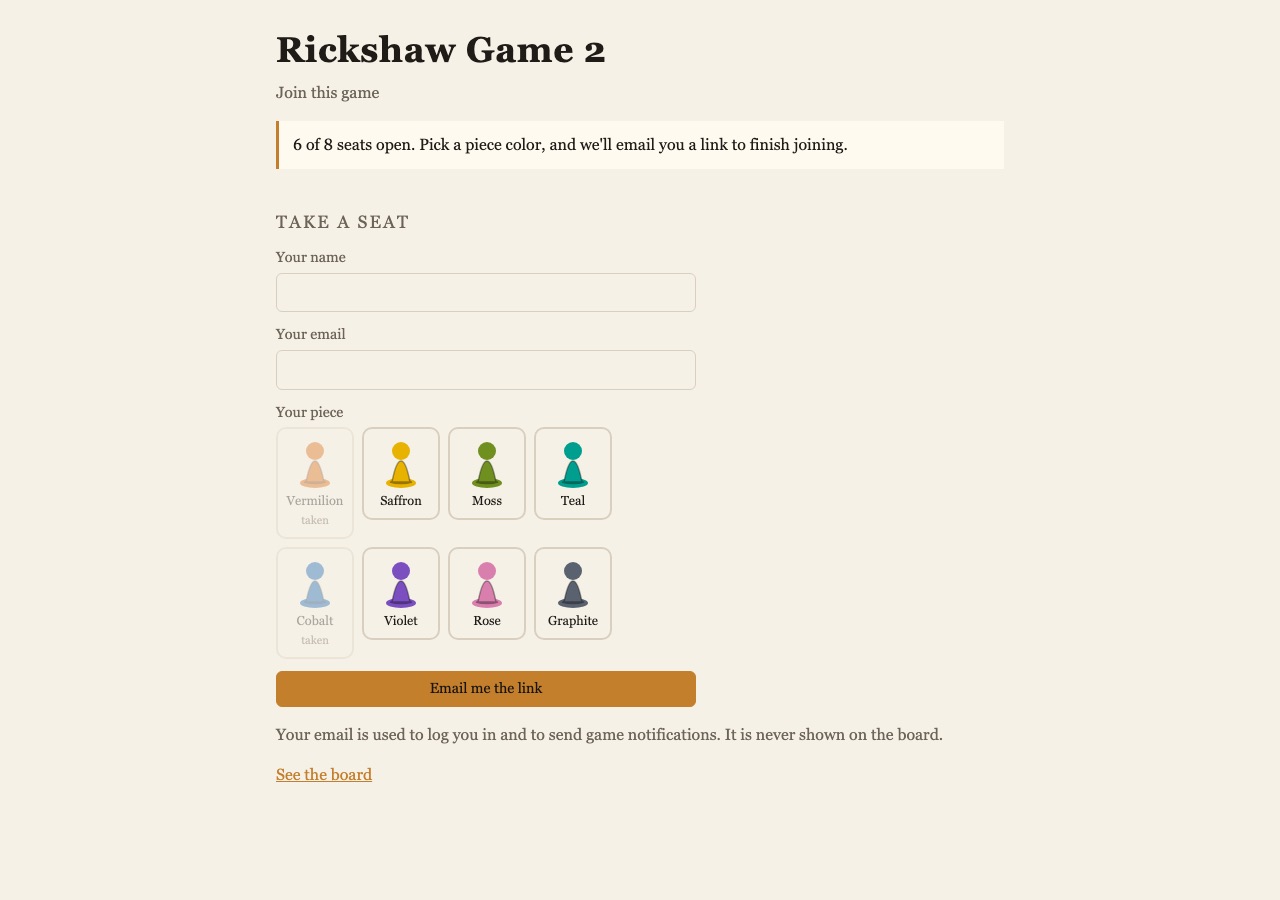 Rickshaw Game 2
Join this game
6 of 8 seats open. Pick a piece color, and we'll email you a link to finish joining.
TAKE A SEAT
Your name
Your email
Your piece
Vermilion Saffron Moss Teal
taken
Cobalt Violet Rose Graphite
taken
Email me the link
Your email is used to log you in and to send game notifications. It is never shown on the board.
See the board